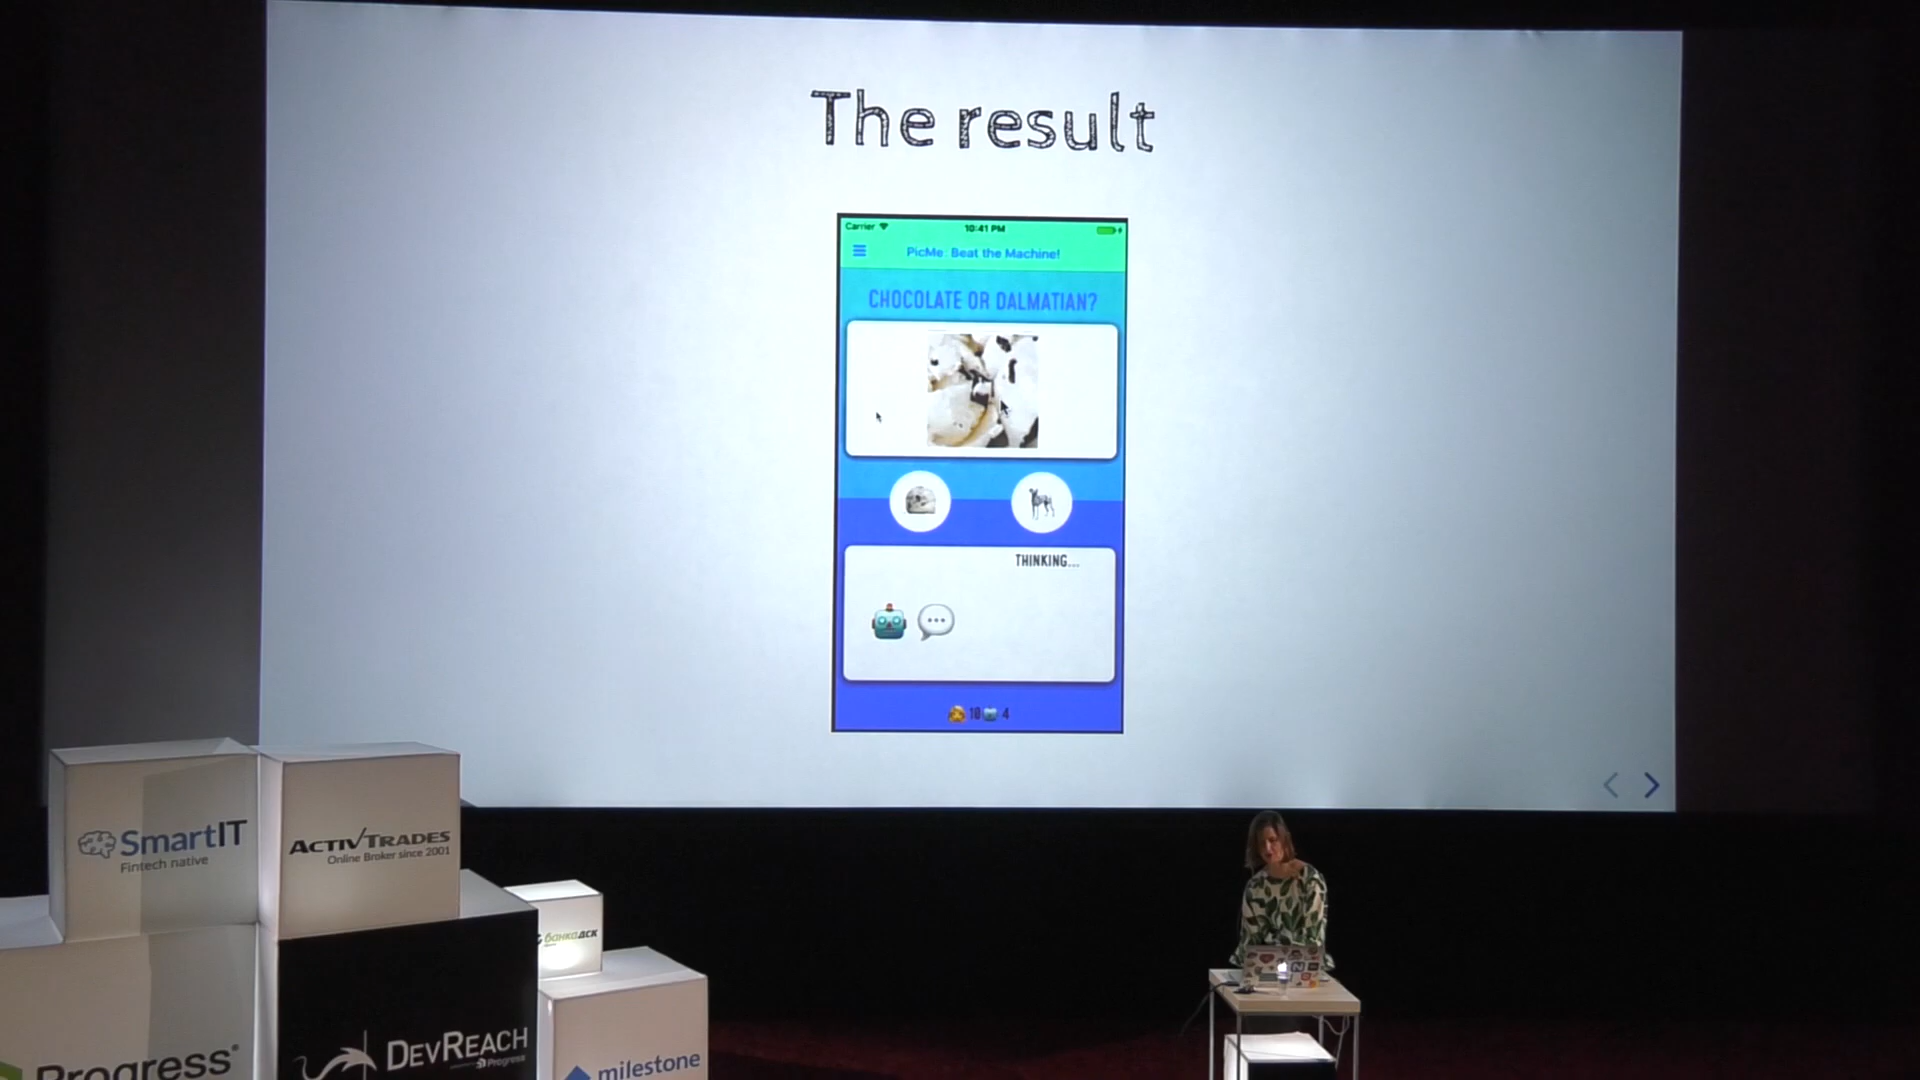 The result
Carrier
10:41 PM
PicMe: Beat the Machine!
CHOCOLATE OR DALMATIAN?
THINKING...
10 4
SmartIT
Fintech native
ACTIVTRADES
Online Broker since 2001
банкадск
DEVREACH
Progress
Progress®
milestone